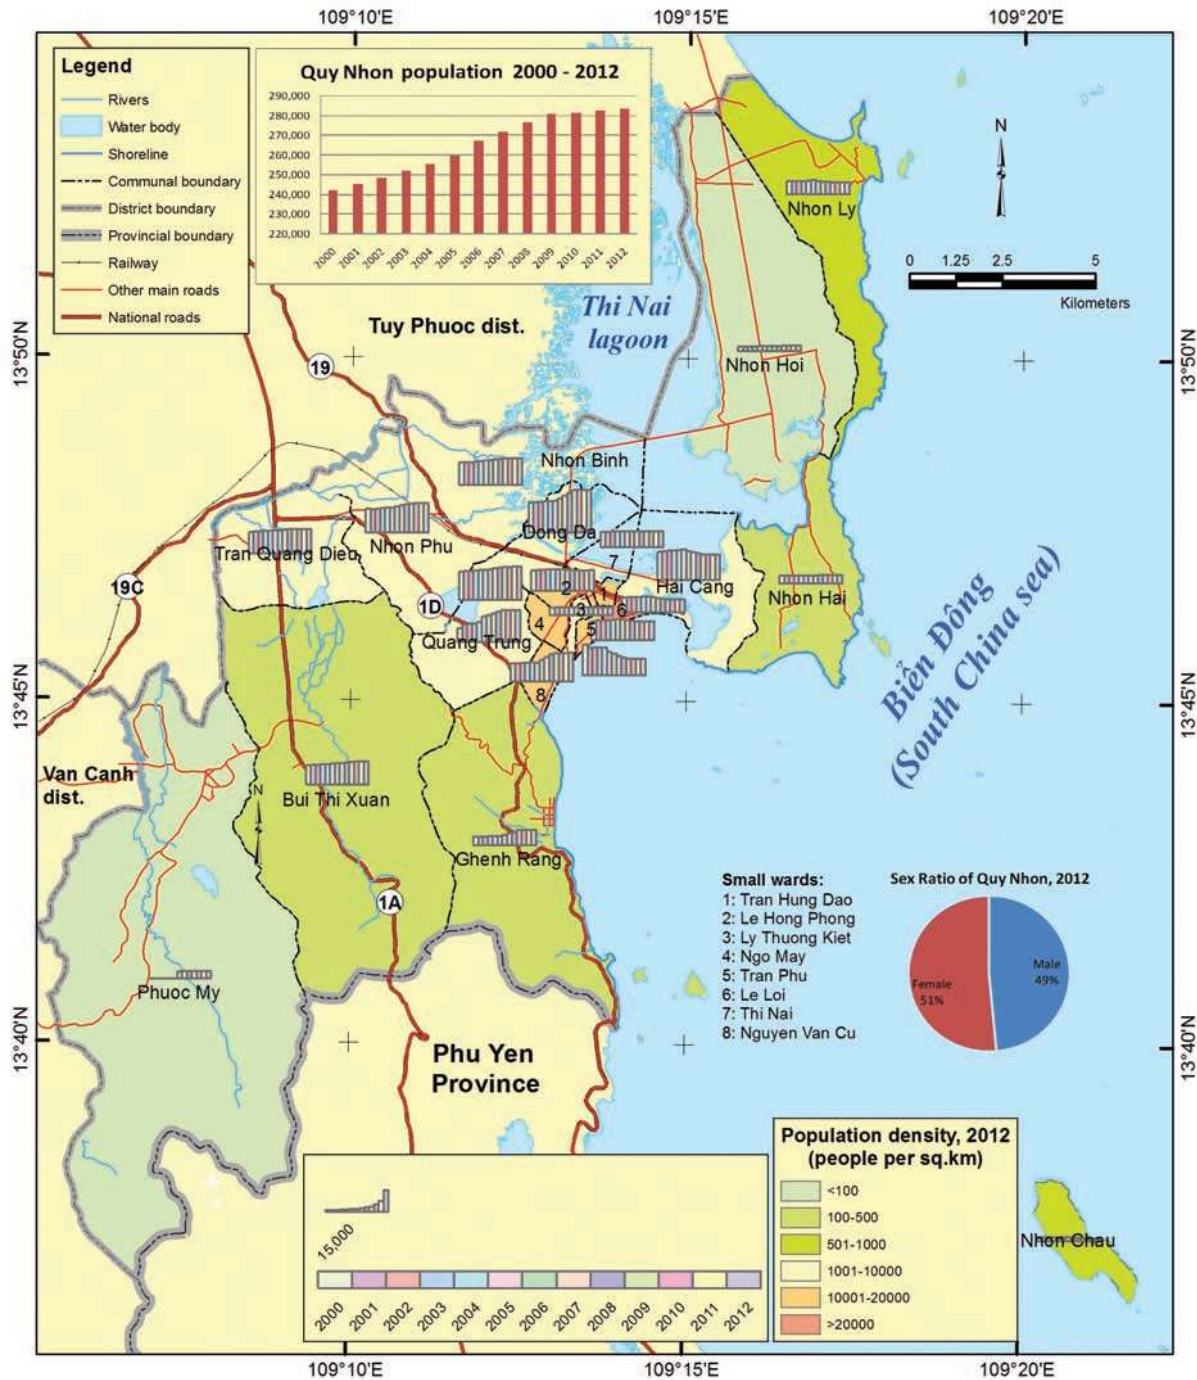 109°10'E
109°15'E
109°20'E
Legend
Rivers
Water body
Shoreline
Communal boundary
District boundary
Provincial boundary
Railway
Other main roads
National roads
Quy Nhon population 2000 - 2012
290,000
280,000
270,000
260,000
250,000
240,000
230,000
220,000
2000
2001
2002
2003
2004
2005
2006
2007
2008
2009
2010
2011
2012
N
0 1.25 2.5 5
Kilometers
Nhon Ly
Thi Nai
lagoon
Tuy Phuoc dist.
13°50'N
13°50'N
19
Nhon Hoi
Nhon Binh
Dong Da
Nhon Phu
Tran Quang Dieu
7
Hai Cang
Nhon Hai
19C
1D
2
1
3
6
4
5
Quang Trung
8
Biển Đông
(South China sea)
13°45'N
13°45'N
Van Canh
dist.
N
Bui Thi Xuan
Ghenh Rang
1A
Phuoc My
Small wards:
1: Tran Hung Dao
2: Le Hong Phong
3: Ly Thuong Kiet
4: Ngo May
5: Tran Phu
6: Le Loi
7: Thi Nai
8: Nguyen Van Cu
Sex Ratio of Quy Nhon, 2012
Female
51%
Male
49%
13°40'N
13°40'N
Phu Yen
Province
15,000
2000
2001
2002
2003
2004
2005
2006
2007
2008
2009
2010
2011
2012
Population density, 2012
(people per sq.km)
<100
100-500
501-1000
1001-10000
10001-20000
>20000
Nhon Chau
109°10'E
109°15'E
109°20'E